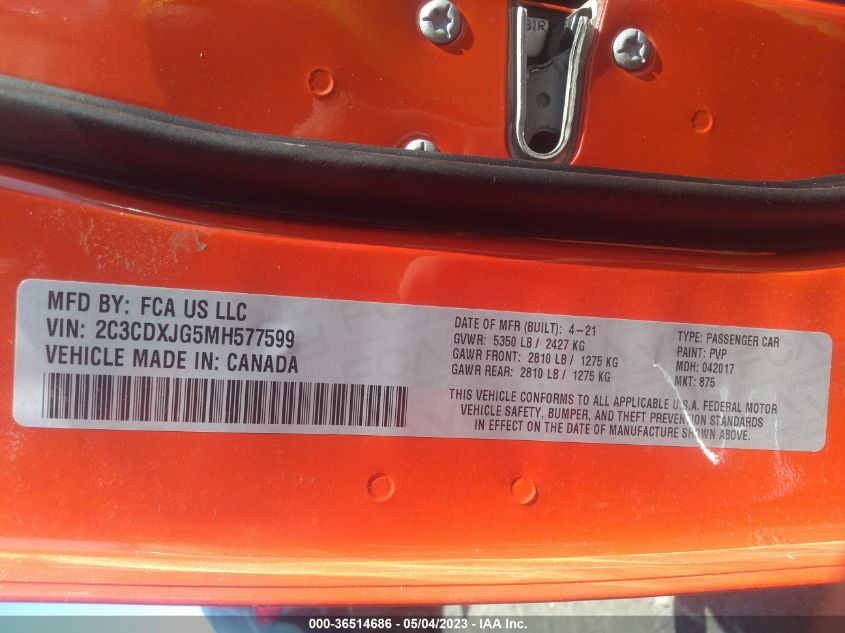 MFD BY: FCA US LLC
VIN: 2C3CDXJG5MH577599
VEHICLE MADE IN: CANADA
DATE OF MFR (BUILT): 4-21
GVWR: 5350 LB / 2427 KG
GAWR FRONT: 2810 LB / 1275 KG
GAWR REAR: 2810 LB / 1275 KG
TYPE: PASSENGER CAR
PAINT: PVP
MDH: 042017
MKT: 875
THIS VEHICLE CONFORMS TO ALL APPLICABLE U.S.A. FEDERAL MOTOR
VEHICLE SAFETY, BUMPER, AND THEFT PREVENTION STANDARDS
IN EFFECT ON THE DATE OF MANUFACTURE SHOWN ABOVE.
000-36514686 - 05/04/2023 - IAA Inc.